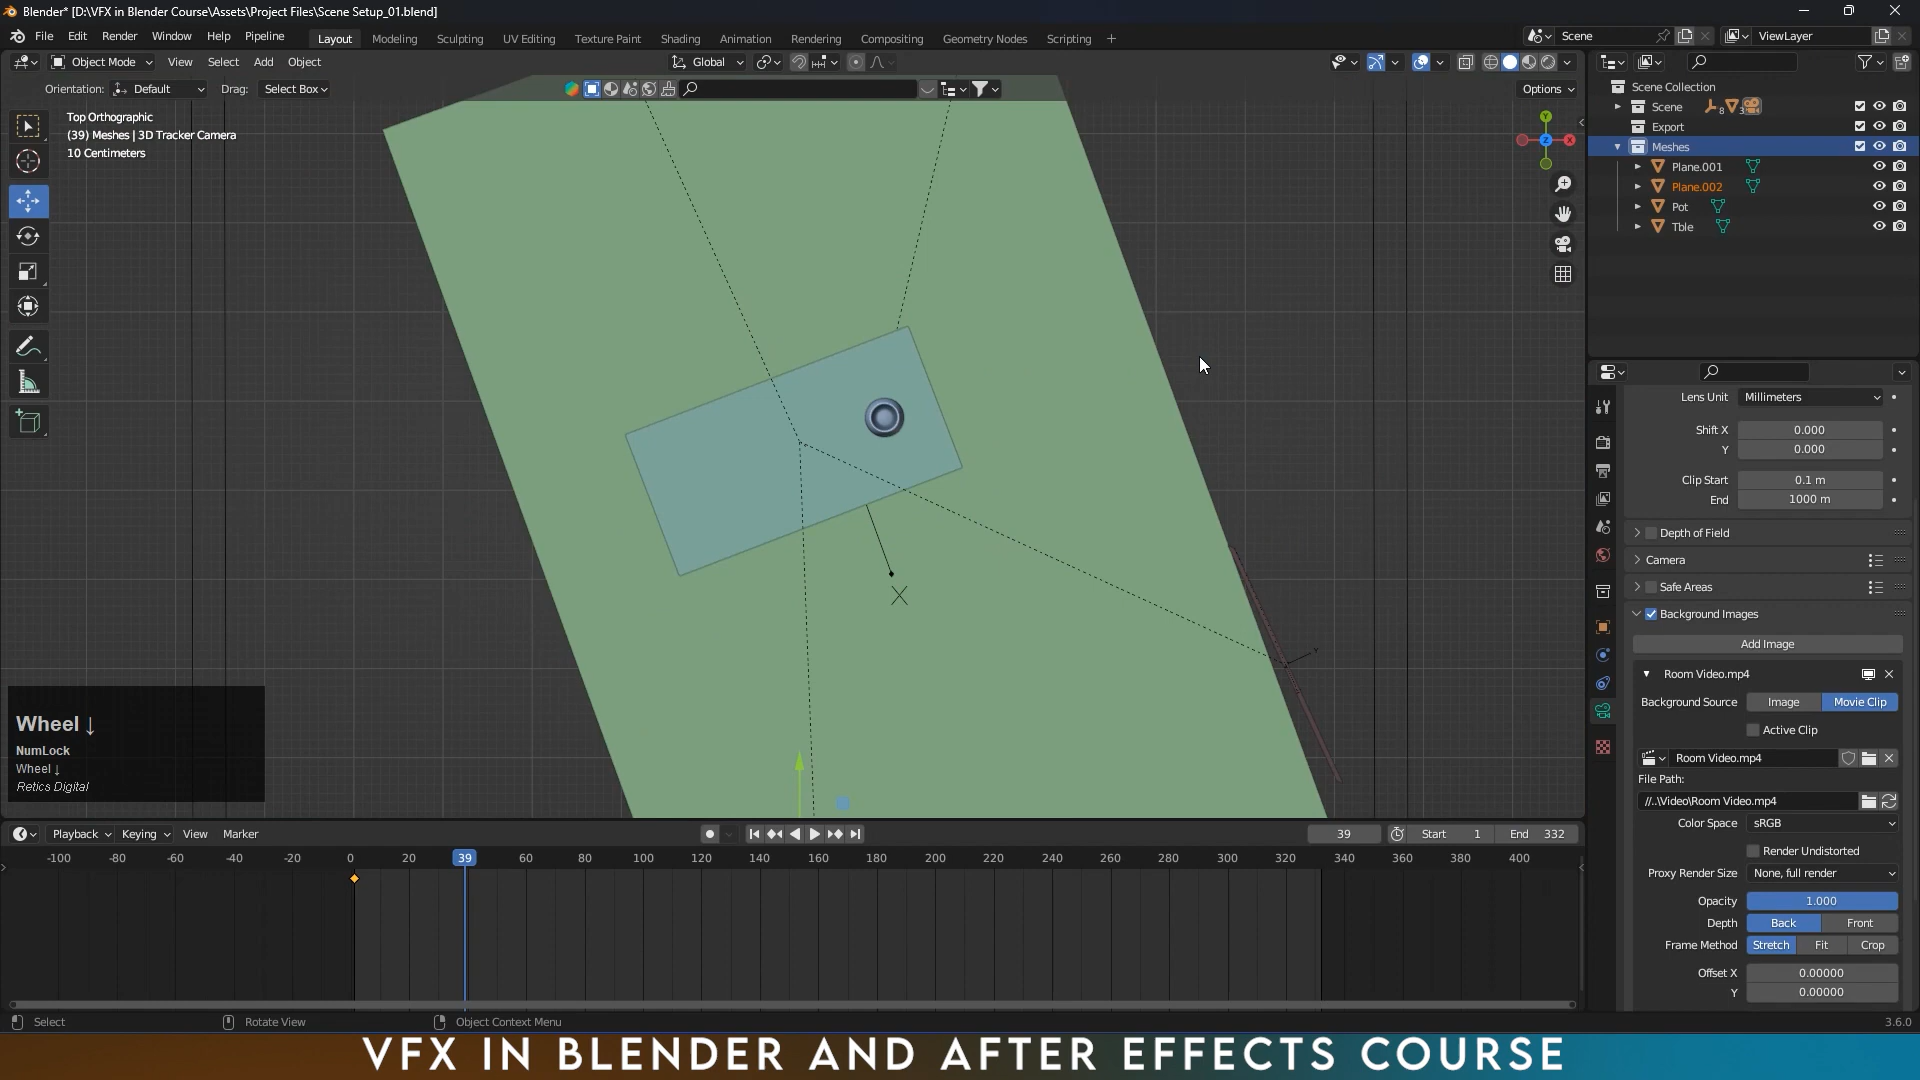 Blender* [D:\VFX in Blender Course\Assets\Project Files\Scene Setup_01.blend]
File Edit Render Window Help Pipeline Layout Modeling Sculpting UV Editing Texture Paint Shading Animation Rendering Compositing Geometry Nodes Scripting + Scene ViewLayer
Object Mode View Select Add Object Global
Orientation: Default Drag: Select Box Options
Top Orthographic
(39) Meshes | 3D Tracker Camera
10 Centimeters
Y
X
Z
Scene Collection
Scene 8 3
Export
Meshes
Plane.001
Plane.002
Pot
Tble
Lens Unit Millimeters
Shift X 0.000
Y 0.000
Clip Start 0.1 m
End 1000 m
Depth of Field
Camera
Safe Areas
Background Images
Add Image
Room Video.mp4
Background Source Image Movie Clip
Active Clip
Room Video.mp4
File Path:
//..\Video\Room Video.mp4
Color Space sRGB
Render Undistorted
Proxy Render Size None, full render
Opacity 1.000
Depth Back Front
Frame Method Stretch Fit Crop
Offset X 0.00000
Y 0.00000
Wheel ↓
NumLock
Wheel ↓
Retics Digital
Playback Keying View Marker 39 Start 1 End 332
-100 -80 -60 -40 -20 0 20 39 60 80 100 120 140 160 180 200 220 240 260 280 300 320 340 360 380 400
Select Rotate View Object Context Menu 3.6.0
VFX IN BLENDER AND AFTER EFFECTS COURSE